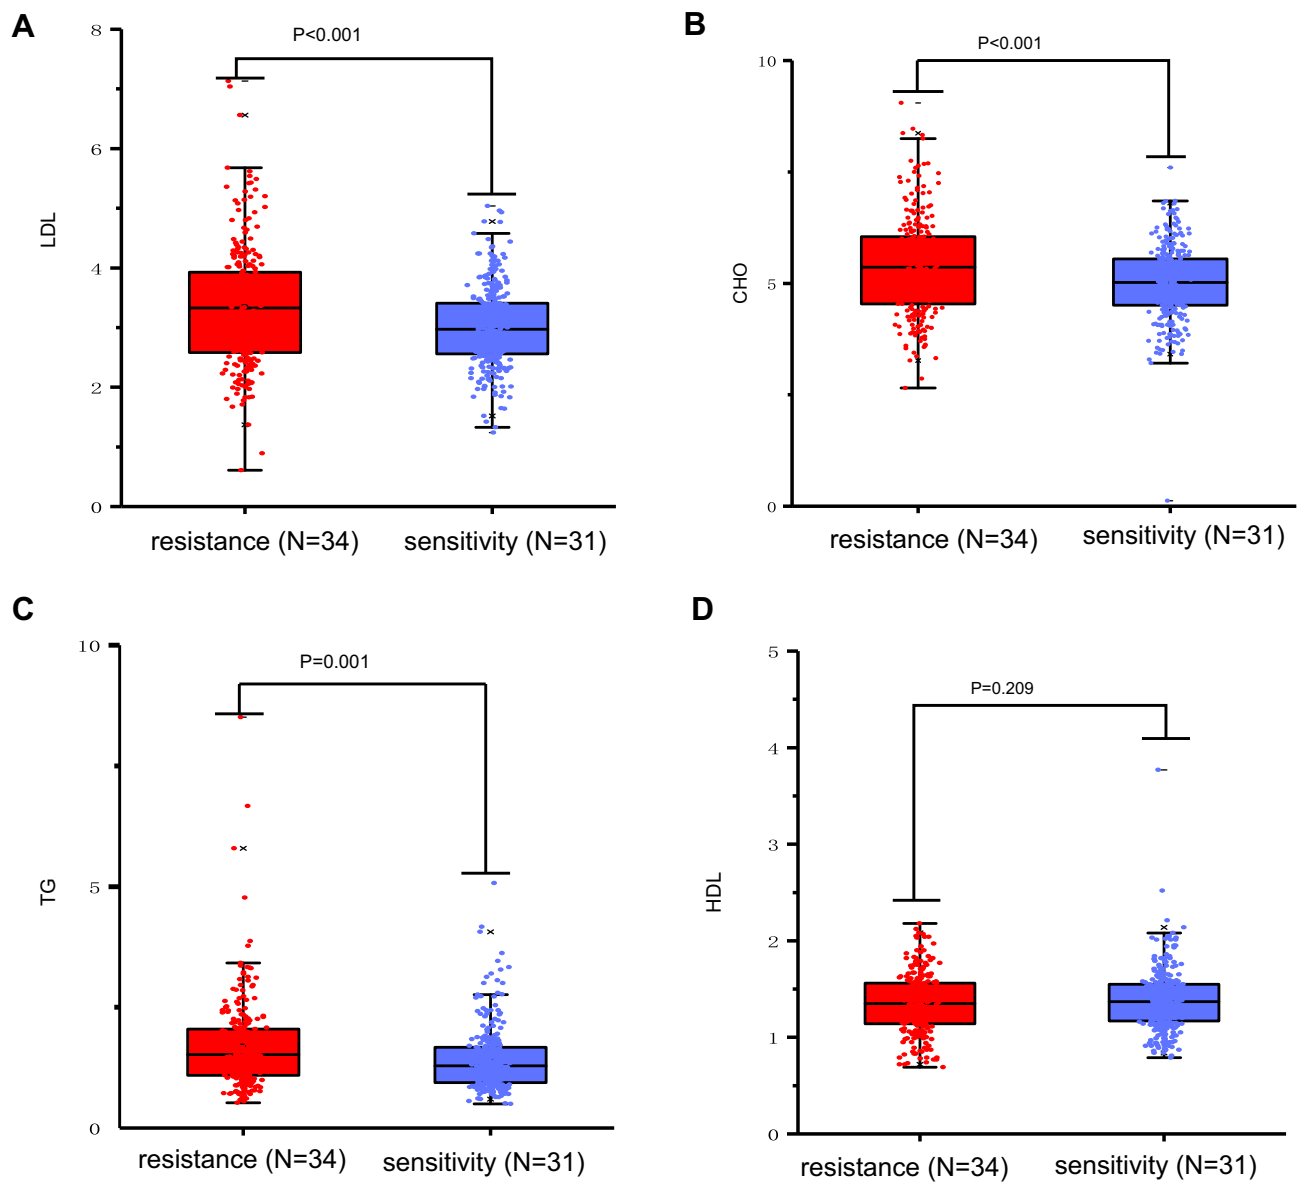 A
P<0.001
8
6
4
2
0
LDL
resistance (N=34)
sensitivity (N=31)
B
P<0.001
10
5
0
CHO
resistance (N=34)
sensitivity (N=31)
C
P=0.001
10
5
0
TG
resistance (N=34)
sensitivity (N=31)
D
P=0.209
5
4
3
2
1
0
HDL
resistance (N=34)
sensitivity (N=31)